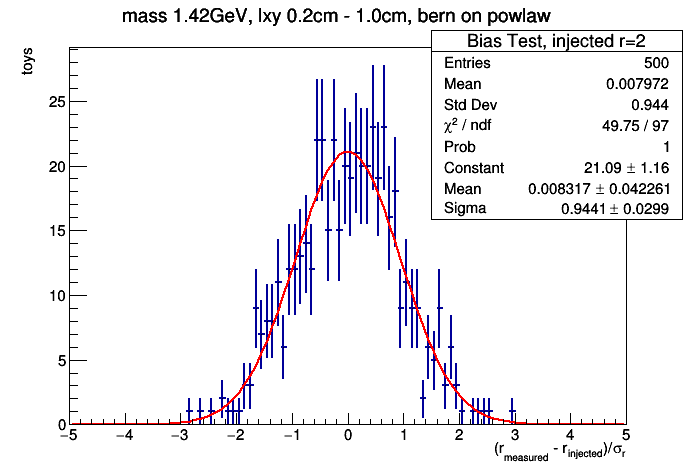 mass 1.42GeV, lxy 0.2cm - 1.0cm, bern on powlaw
Bias Test, injected r=2
Entries 500
Mean 0.007972
Std Dev 0.944
χ² / ndf 49.75 / 97
Prob 1
Constant 21.09 ± 1.16
Mean 0.008317 ± 0.042261
Sigma 0.9441 ± 0.0299
toys
25
20
15
10
5
0
−5 −4 −3 −2 −1 0 1 2 3 4 5
(r_measured - r_injected)/σ_r